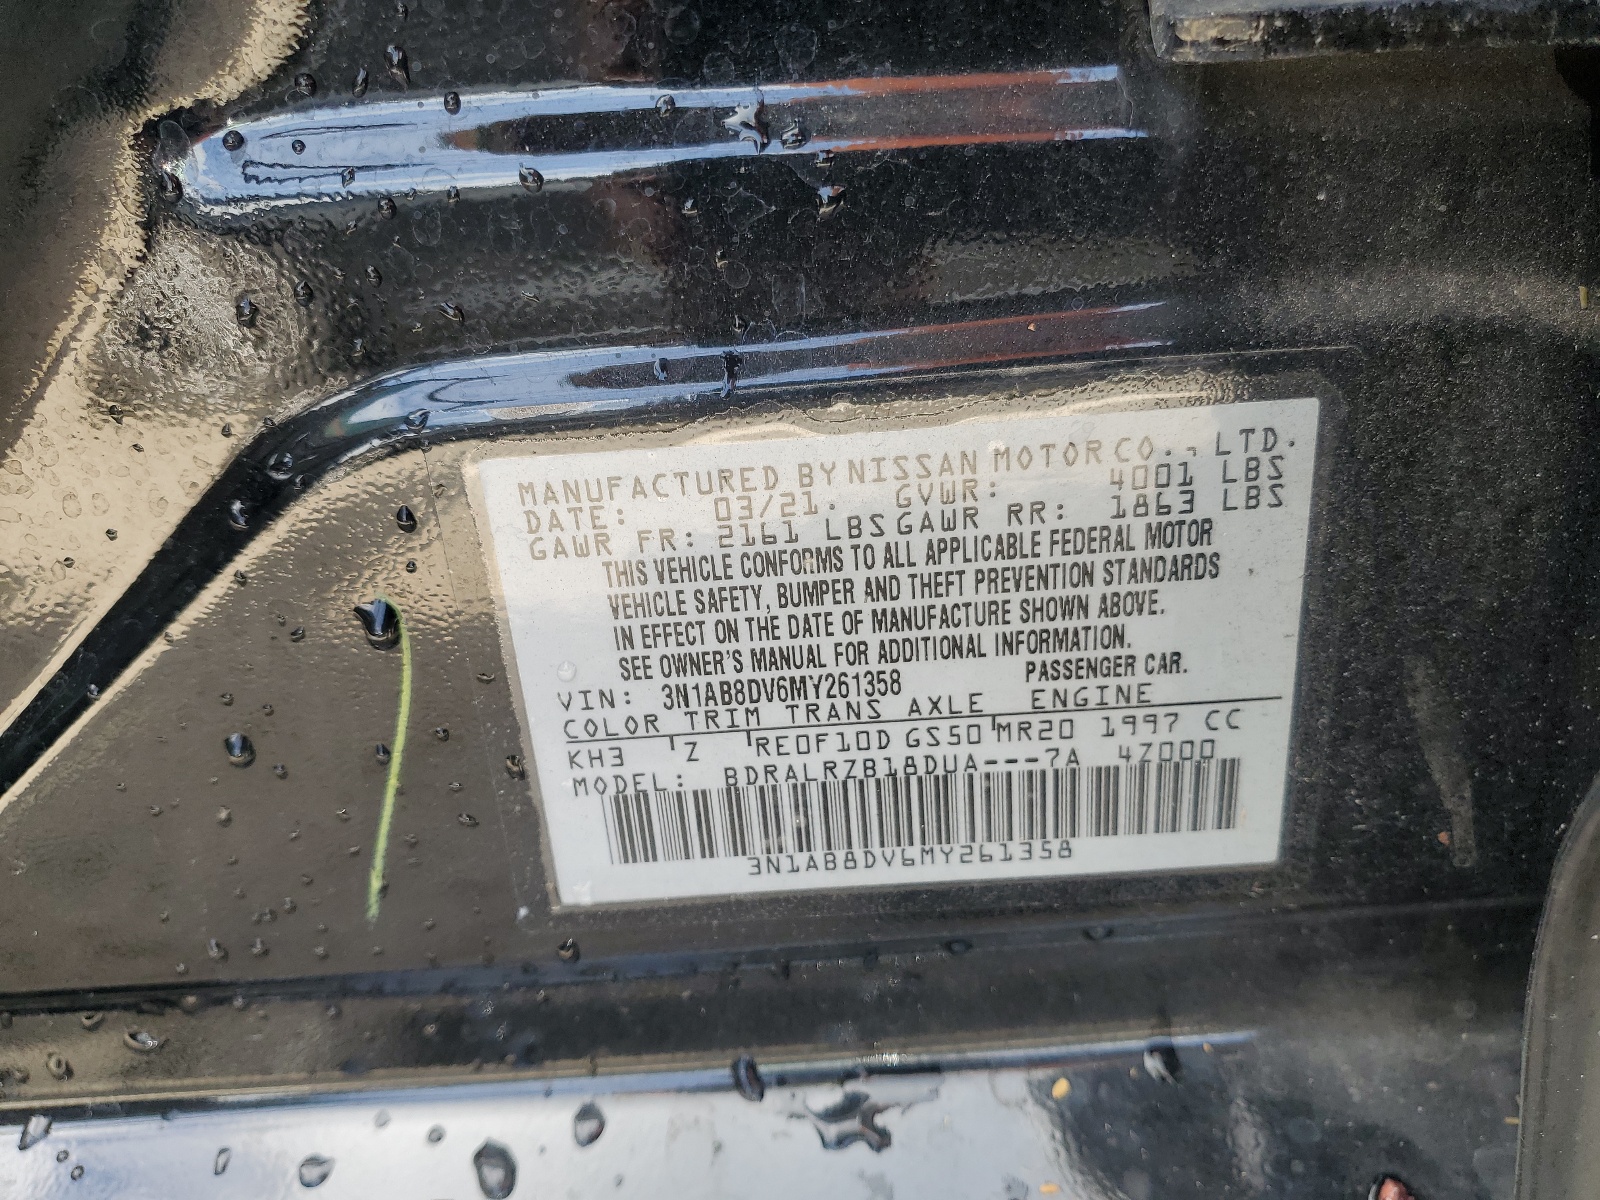 MANUFACTURED BY NISSAN MOTOR CO., LTD.
DATE: 03/21. GVWR: 4001 LBS
GAWR FR: 2161 LBS GAWR RR: 1863 LBS
THIS VEHICLE CONFORMS TO ALL APPLICABLE FEDERAL MOTOR
VEHICLE SAFETY, BUMPER AND THEFT PREVENTION STANDARDS
IN EFFECT ON THE DATE OF MANUFACTURE SHOWN ABOVE.
SEE OWNER'S MANUAL FOR ADDITIONAL INFORMATION.
VIN: 3N1AB8DV6MY261358 PASSENGER CAR.
COLOR TRIM TRANS AXLE ENGINE
KH3 Z RE0F10D GS50 MR20 1997 CC
MODEL: BDRALRZB18DUA---7A 4Z000
3N1AB8DV6MY261358